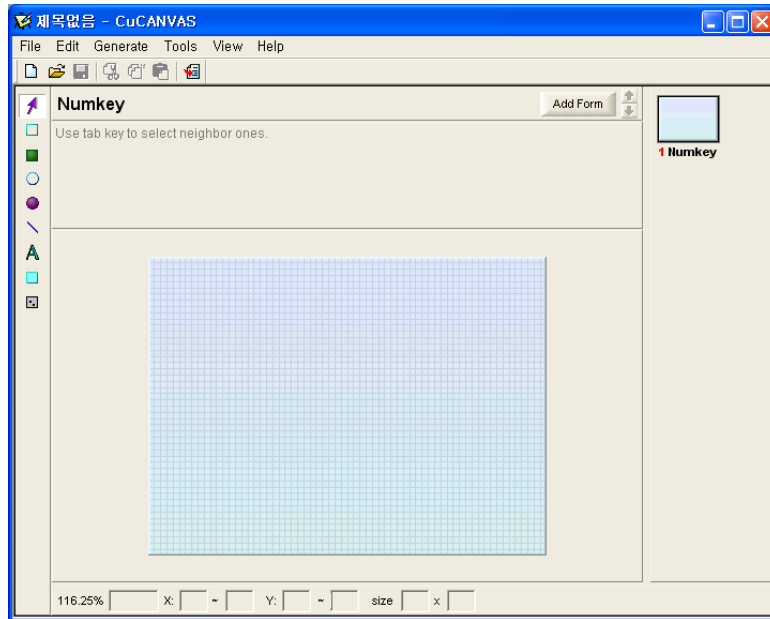 제목없음 - CuCANVAS
File Edit Generate Tools View Help
Numkey
Add Form
Use tab key to select neighbor ones.
1 Numkey
A
116.25% X: ~ Y: ~ size x